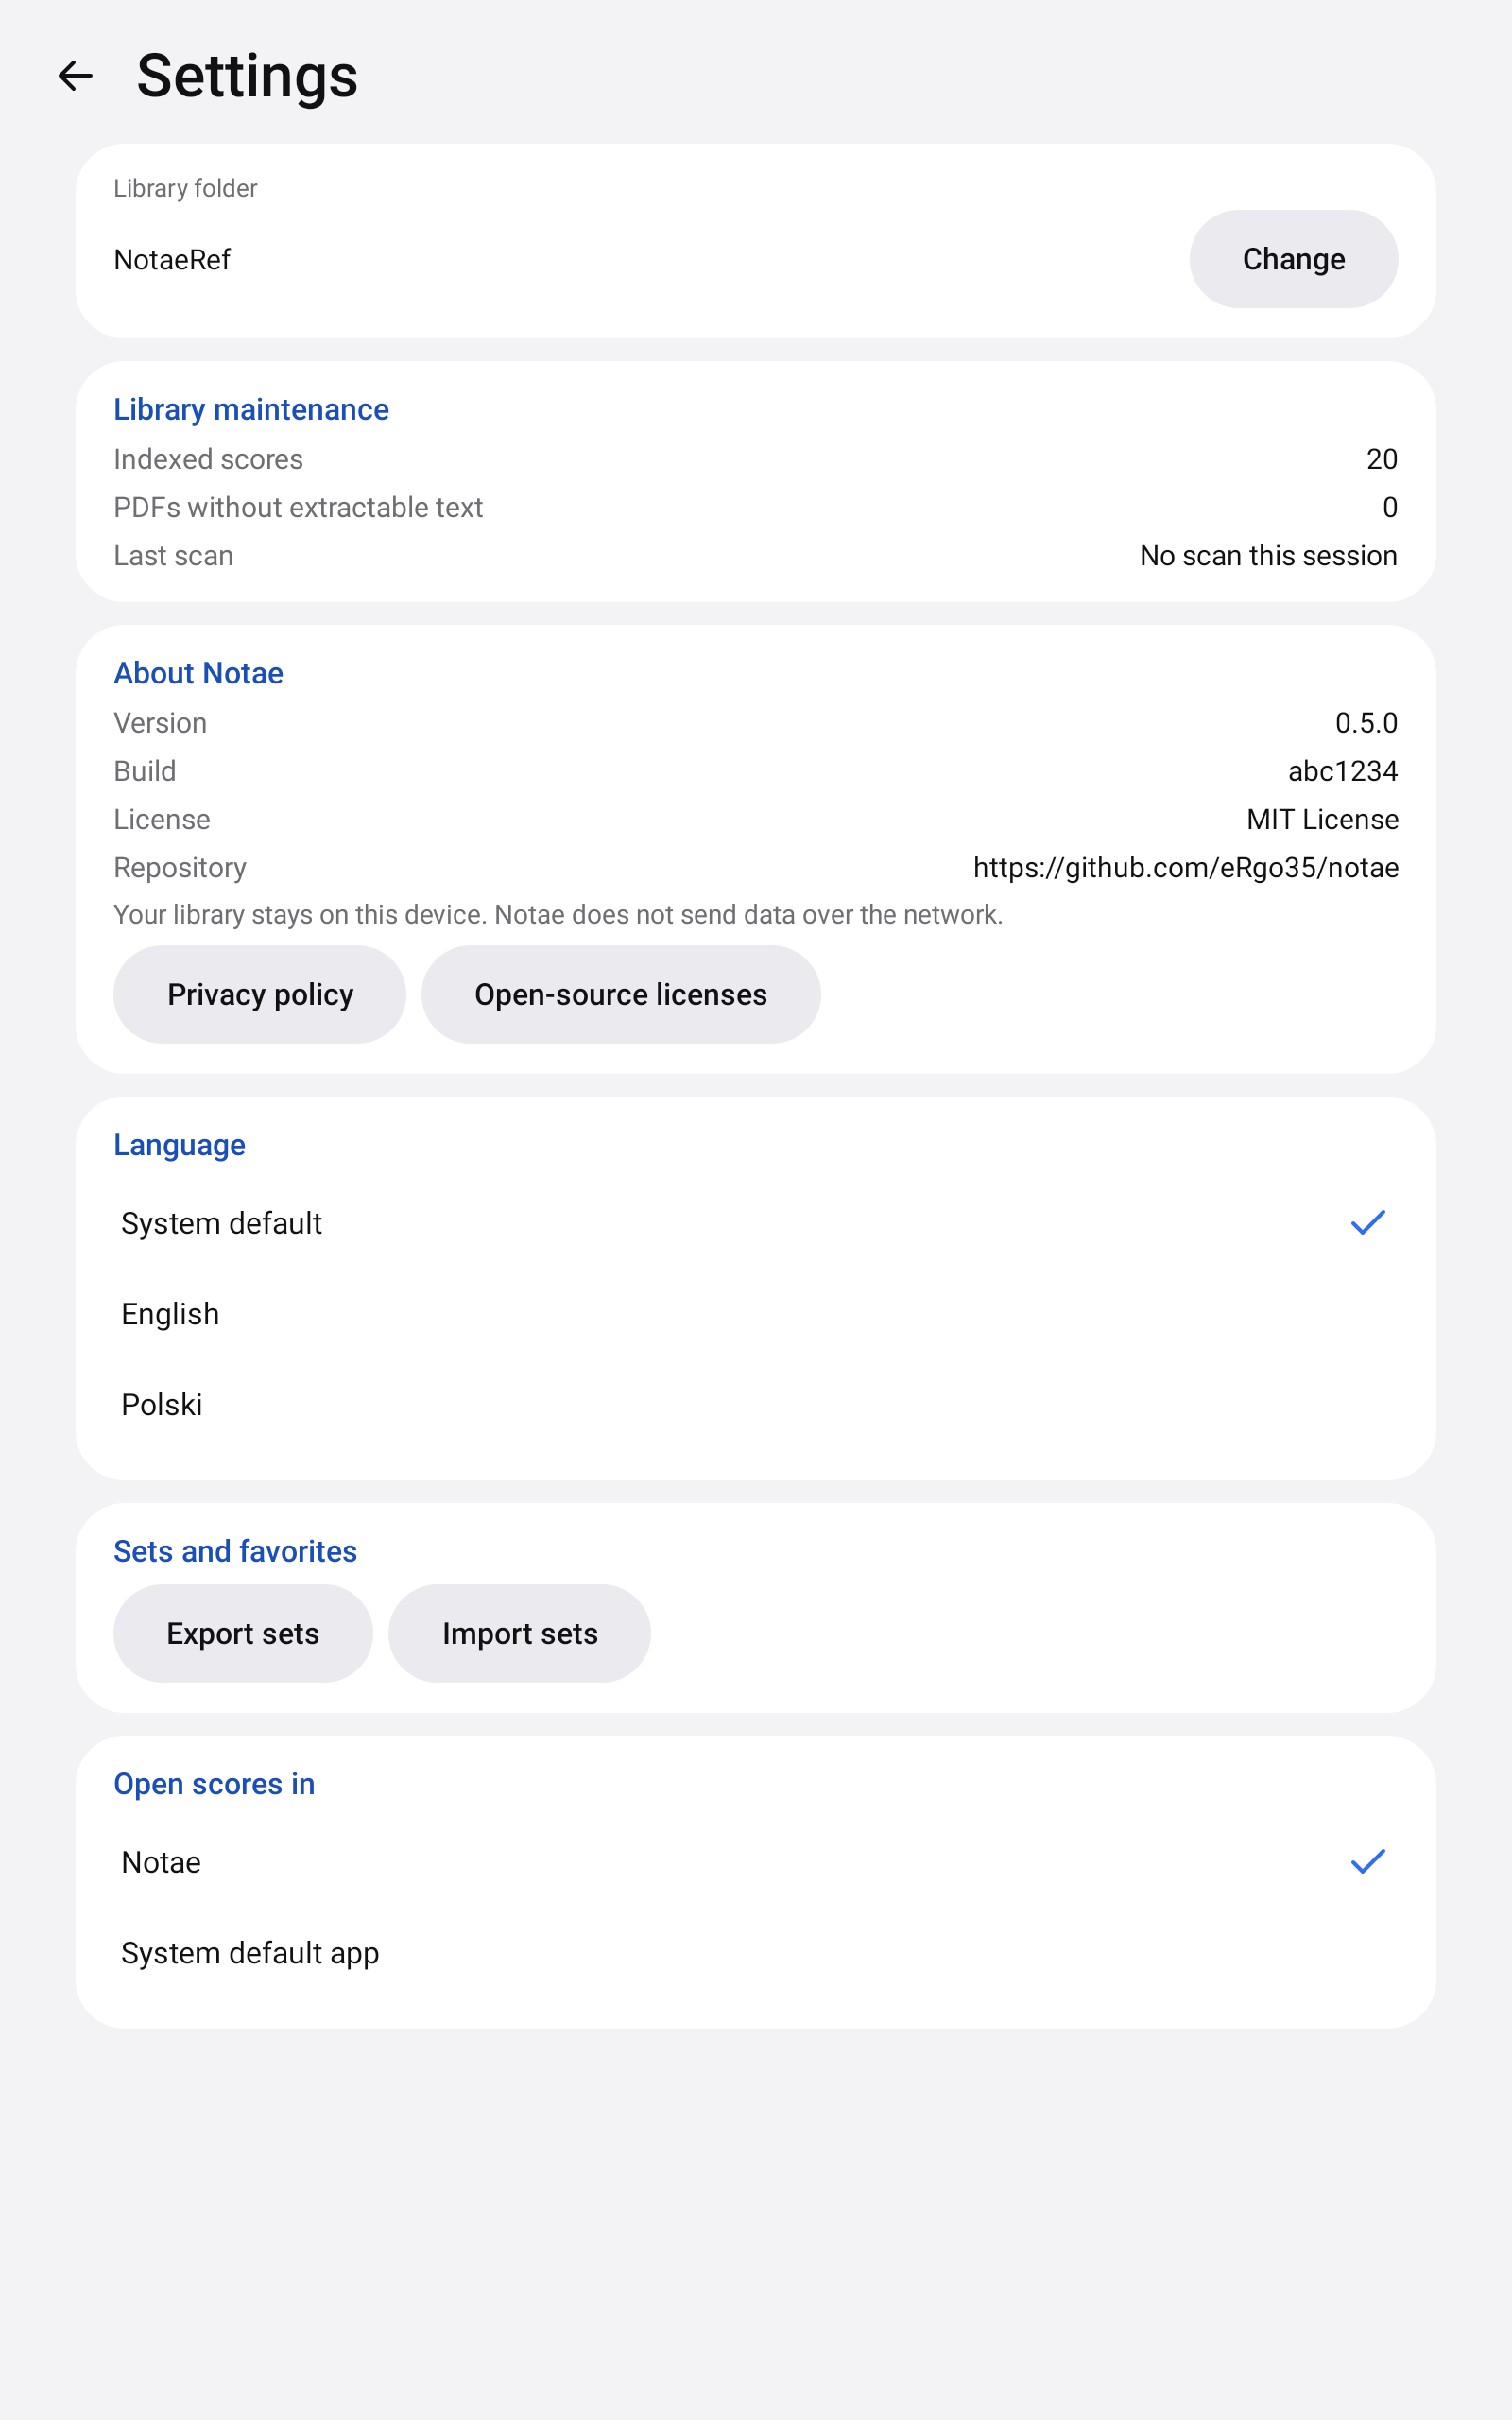 Settings
Library folder
NotaeRef
Change
Library maintenance
Indexed scores 20
PDFs without extractable text 0
Last scan No scan this session
About Notae
Version 0.5.0
Build abc1234
License MIT License
Repository https://github.com/eRgo35/notae
Your library stays on this device. Notae does not send data over the network.
Privacy policy Open-source licenses
Language
System default
English
Polski
Sets and favorites
Export sets Import sets
Open scores in
Notae
System default app